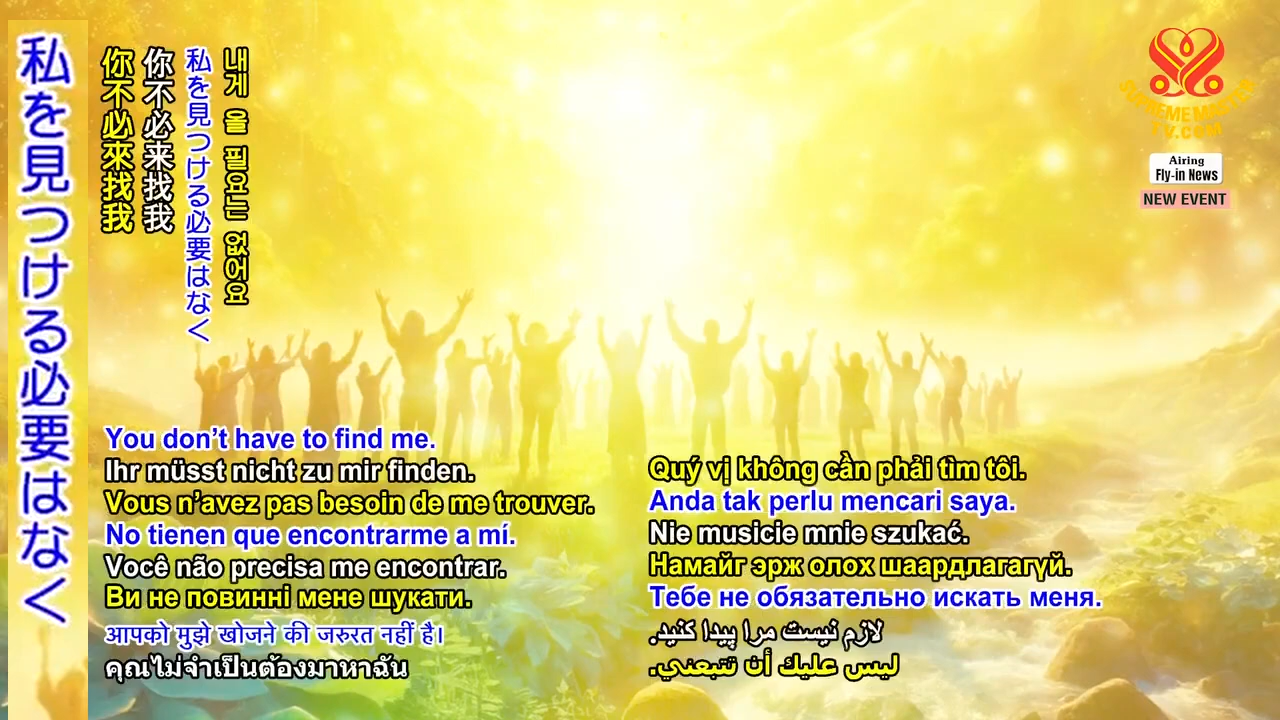 私を見つける必要はなく
你不必來找我
你不必来找我
私を見つける必要はなく
내게 올 필요는 없어요
SUPREME MASTER
TV.COM
Airing
Fly-in News
NEW EVENT
You don’t have to find me.
Ihr müsst nicht zu mir finden.
Vous n’avez pas besoin de me trouver.
No tienen que encontrarme a mí.
Você não precisa me encontrar.
Ви не повинні мене шукати.
आपको मुझे खोजने की जरुरत नहीं है।
คุณไม่จำเป็นต้องมาหาฉัน
Quý vị không cần phải tìm tôi.
Anda tak perlu mencari saya.
Nie musicie mnie szukać.
Намайг эрж олох шаардлагагүй.
Тебе не обязательно искать меня.
لازم نیست مرا پیدا کنید.
ليس عليك أن تتبعني.